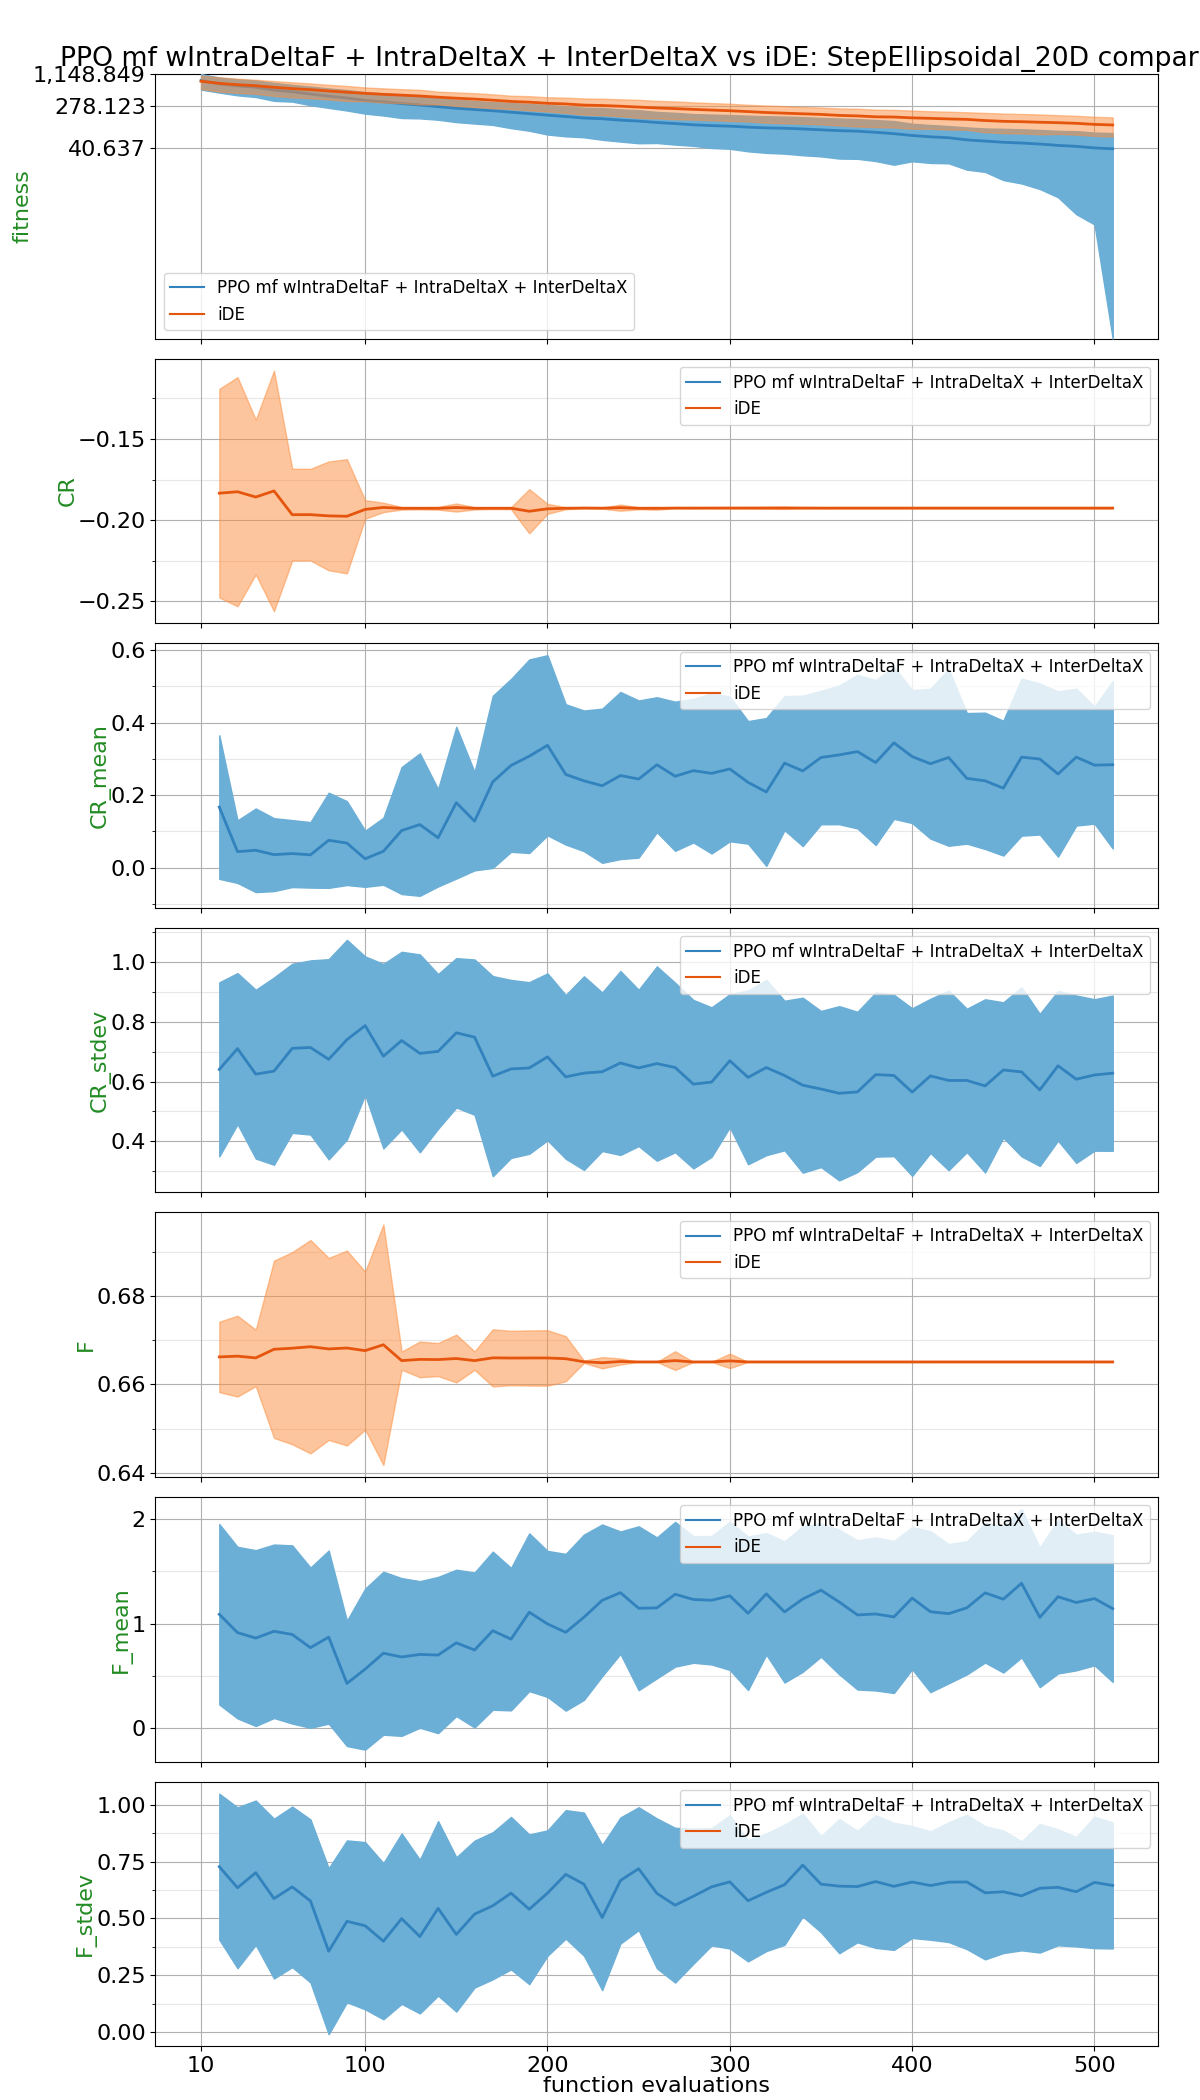 PPO mf wIntraDeltaF + IntraDeltaX + InterDeltaX vs iDE: StepEllipsoidal_20D compar
1,148.849
278.123
40.637
fitness
PPO mf wIntraDeltaF + IntraDeltaX + InterDeltaX
iDE
−0.15
−0.20
−0.25
CR
PPO mf wIntraDeltaF + IntraDeltaX + InterDeltaX
iDE
0.6
0.4
0.2
0.0
CR_mean
PPO mf wIntraDeltaF + IntraDeltaX + InterDeltaX
iDE
1.0
0.8
0.6
0.4
CR_stdev
PPO mf wIntraDeltaF + IntraDeltaX + InterDeltaX
iDE
0.68
0.66
0.64
F
PPO mf wIntraDeltaF + IntraDeltaX + InterDeltaX
iDE
2
1
0
F_mean
PPO mf wIntraDeltaF + IntraDeltaX + InterDeltaX
iDE
1.00
0.75
0.50
0.25
0.00
F_stdev
PPO mf wIntraDeltaF + IntraDeltaX + InterDeltaX
iDE
10 100 200 300 400 500
function evaluations